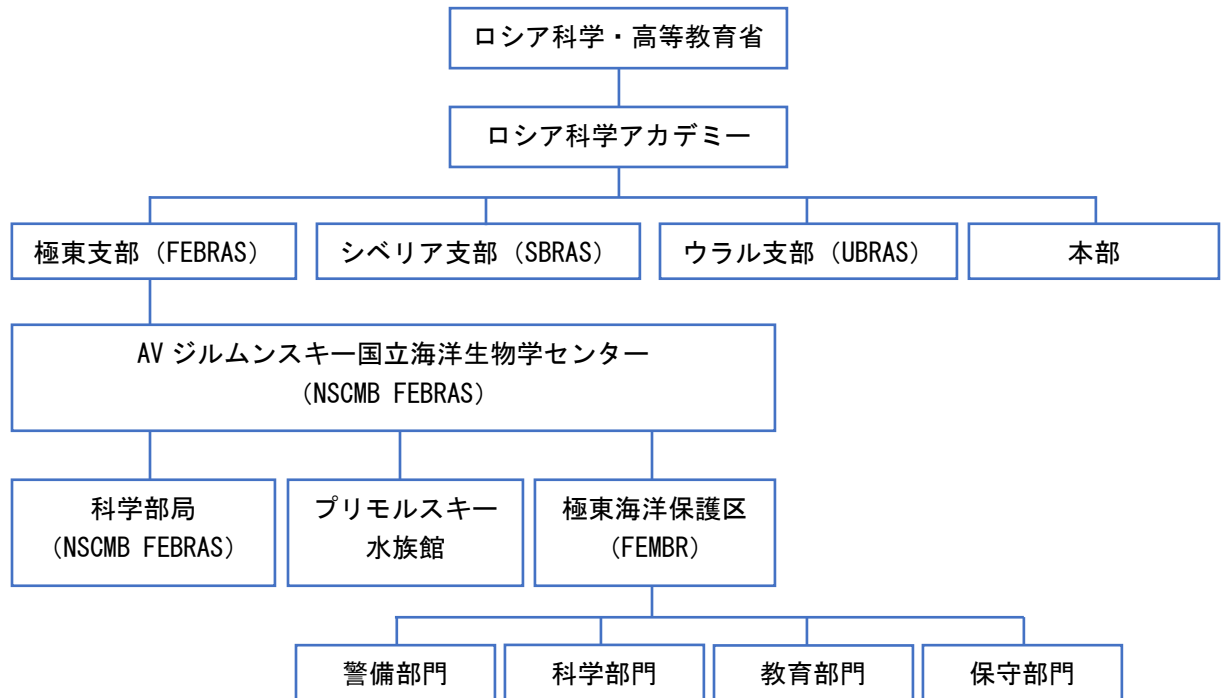 ロシア科学・高等教育省
ロシア科学アカデミー
極東支部（FEBRAS）
シベリア支部（SBRAS）
ウラル支部（UBRAS）
本部
AV ジルムンスキー国立海洋生物学センター
（NSCMB FEBRAS）
科学部局
（NSCMB FEBRAS）
プリモルスキー
水族館
極東海洋保護区
（FEMBR）
警備部門
科学部門
教育部門
保守部門